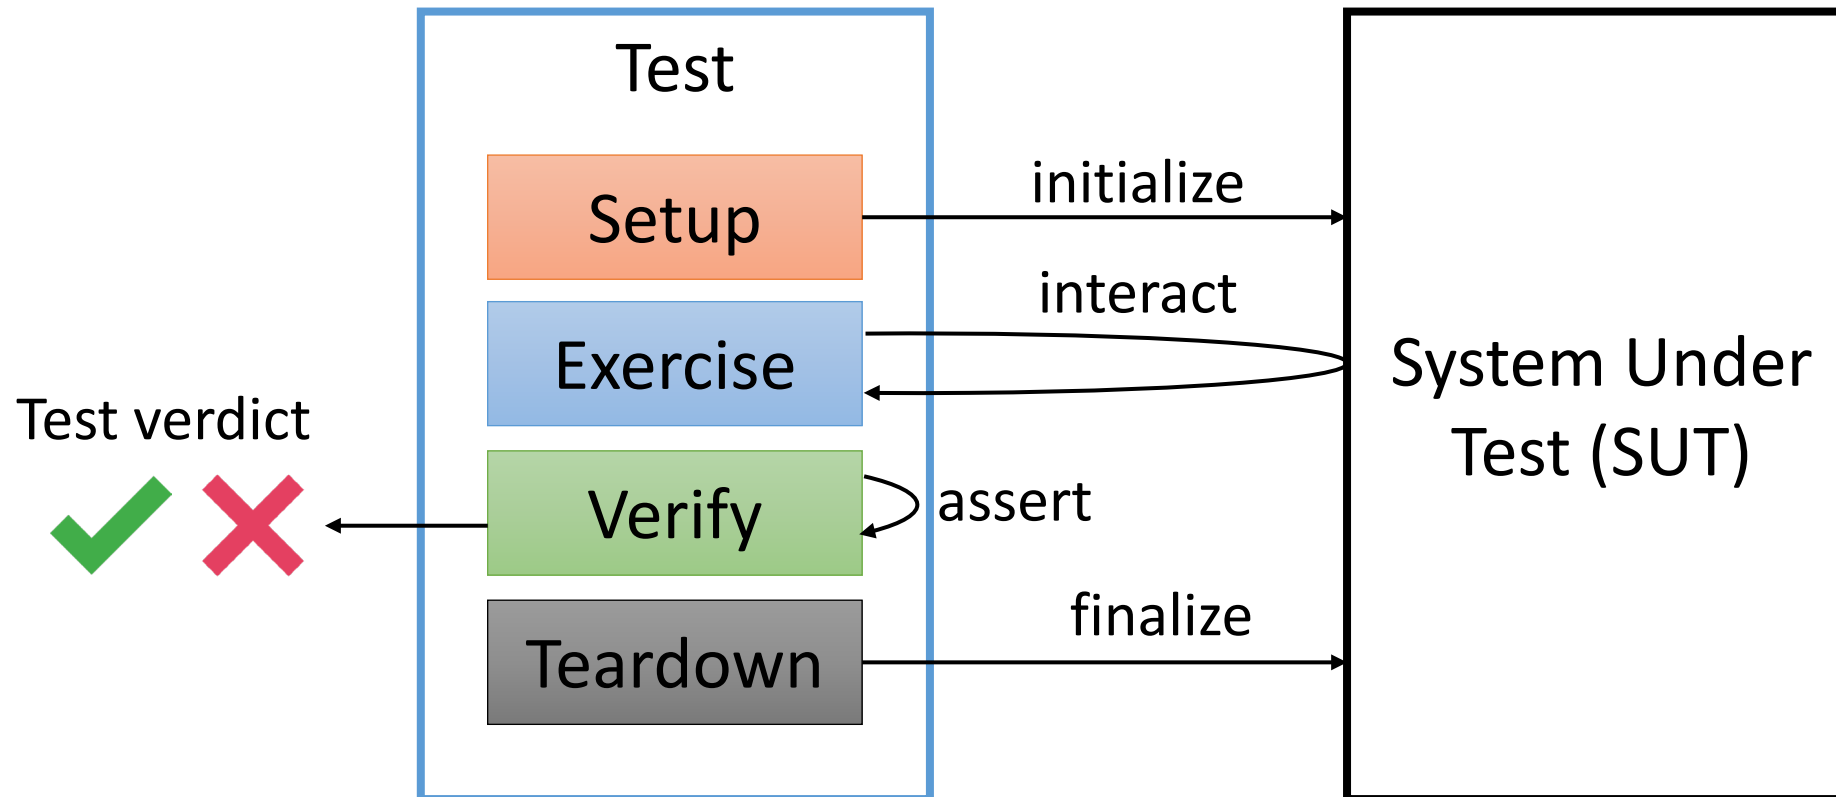 Test
Setup
initialize
Exercise
interact
System Under
Test (SUT)
Test verdict
Verify
assert
Teardown
finalize